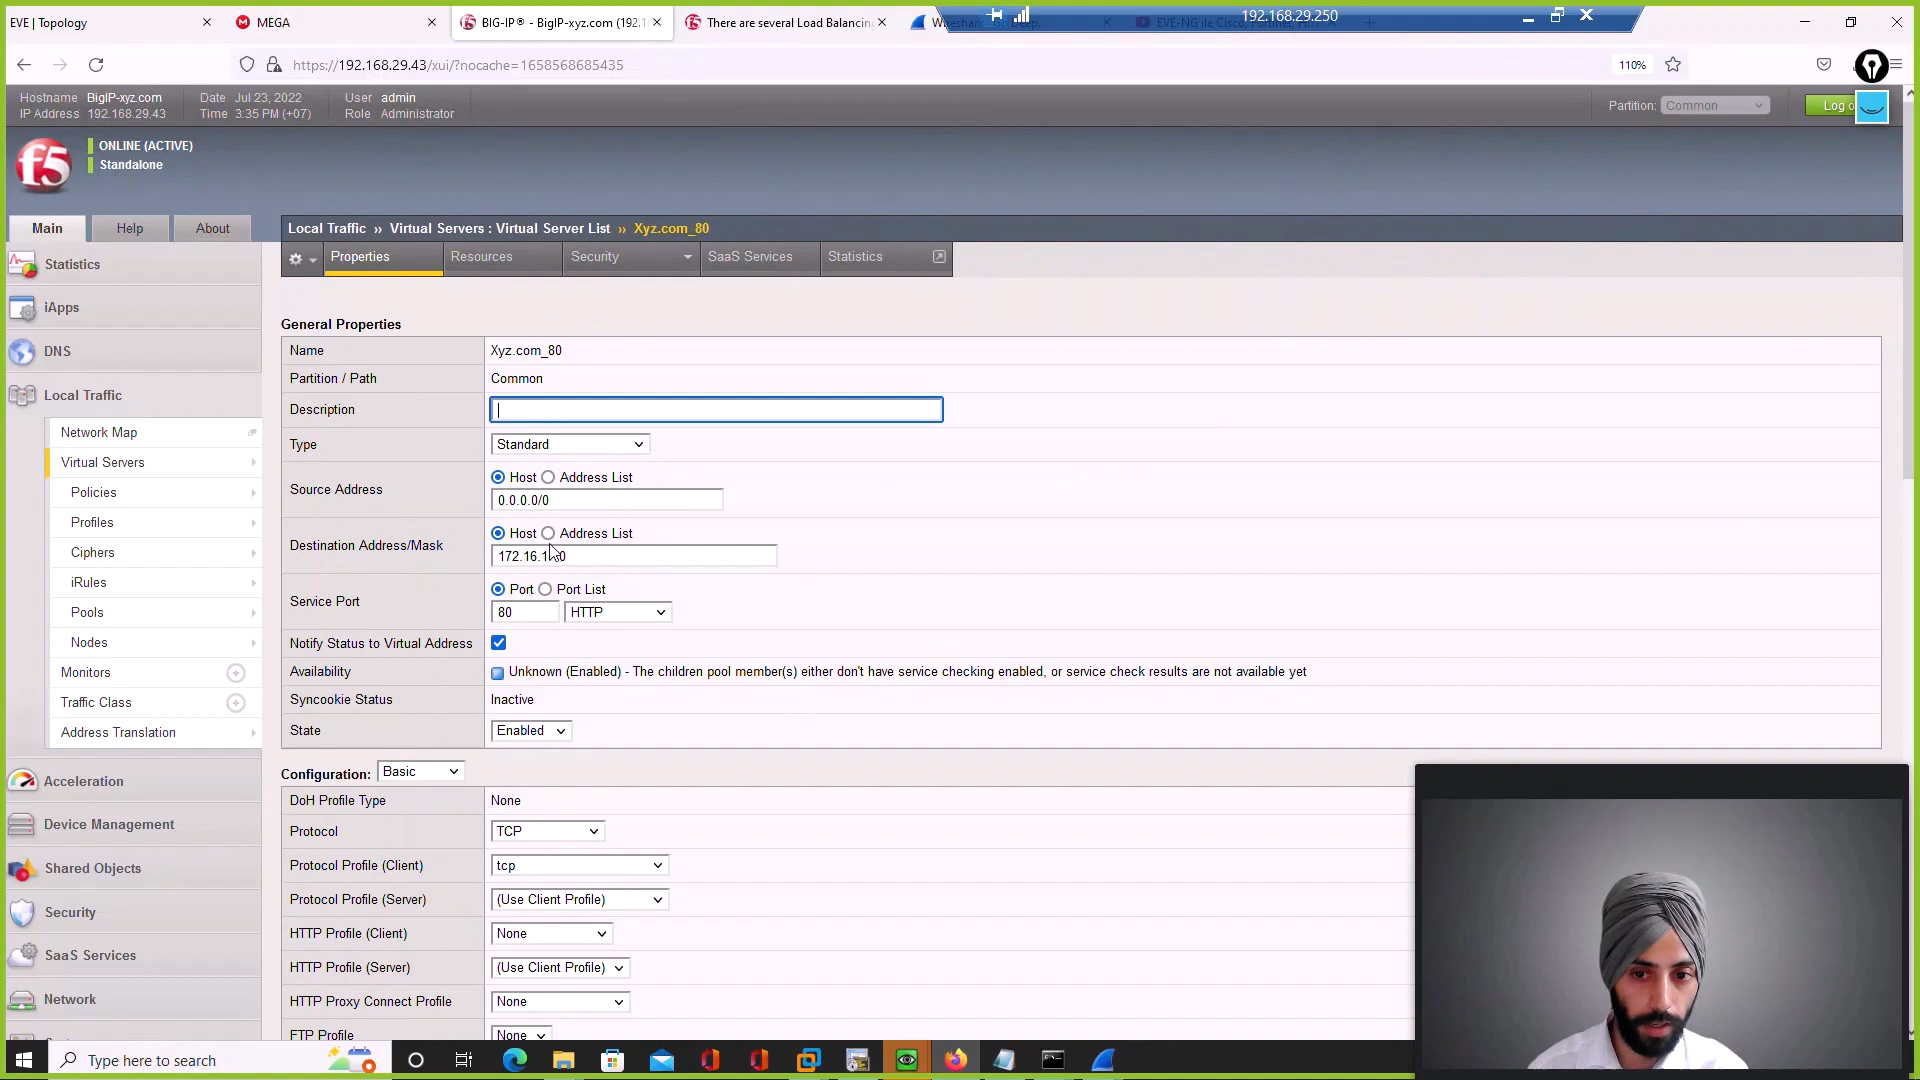 EVE | Topology
MEGA
BIG-IP® - BigIP-xyz.com (192.1
There are several Load Balancing
192.168.29.250
https://192.168.29.43/xui/?nocache=1658568685435
110%
Hostname BigIP-xyz.com
IP Address 192.168.29.43
Date Jul 23, 2022
Time 3:35 PM (+07)
User admin
Role Administrator
Partition: Common
Log o
f5
ONLINE (ACTIVE)
Standalone
Main
Help
About
Local Traffic ›› Virtual Servers : Virtual Server List ›› Xyz.com_80
Properties
Resources
Security
SaaS Services
Statistics
Statistics
iApps
DNS
Local Traffic
Network Map
Virtual Servers
Policies
Profiles
Ciphers
iRules
Pools
Nodes
Monitors
Traffic Class
Address Translation
Acceleration
Device Management
Shared Objects
Security
SaaS Services
Network
General Properties
Name Xyz.com_80
Partition / Path Common
Description
Type Standard
Source Address Host Address List
0.0.0.0/0
Destination Address/Mask Host Address List
Service Port Port Port List
80 HTTP
Notify Status to Virtual Address
Availability Unknown (Enabled) - The children pool member(s) either don't have service checking enabled, or service check results are not available yet
Syncookie Status Inactive
State Enabled
Configuration: Basic
DoH Profile Type None
Protocol TCP
Protocol Profile (Client) tcp
Protocol Profile (Server) (Use Client Profile)
HTTP Profile (Client) None
HTTP Profile (Server) (Use Client Profile)
HTTP Proxy Connect Profile None
FTP Profile None
Type here to search